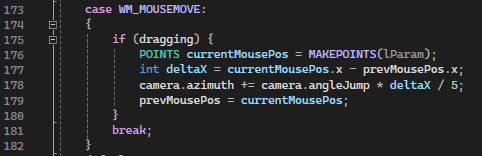 173 case WM_MOUSEMOVE:
174 {
175 if (dragging) {
176 POINTS currentMousePos = MAKEPOINTS(lParam);
177 int deltaX = currentMousePos.x - prevMousePos.x;
178 camera.azimuth += camera.angleJump * deltaX / 5;
179 prevMousePos = currentMousePos;
180 }
181 break;
182 }